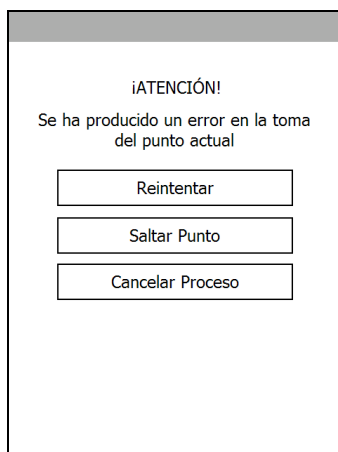 ¡ATENCIÓN!
Se ha producido un error en la toma
del punto actual
Reintentar
Saltar Punto
Cancelar Proceso